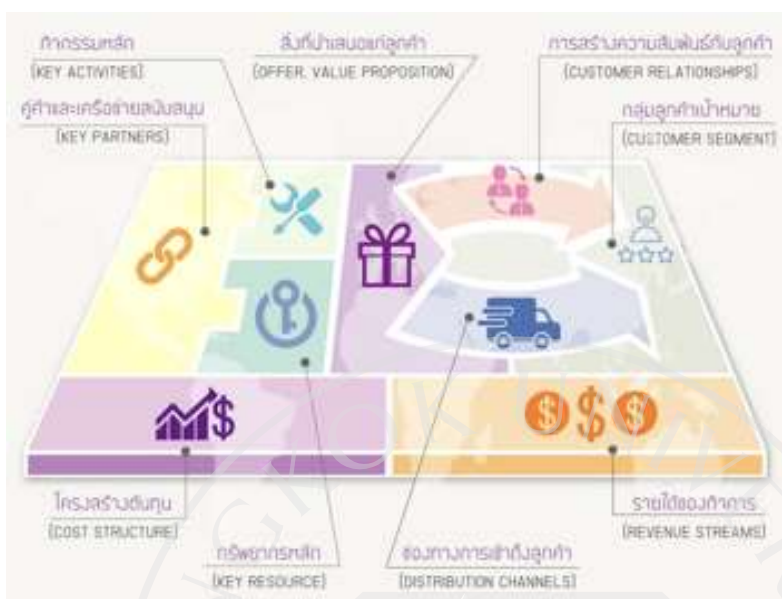 กิจกรรมหลัก
(KEY ACTIVITIES)
สิ่งที่นำเสนอแก่ลูกค้า
(OFFER, VALUE PROPOSITION)
การสร้างความสัมพันธ์กับลูกค้า
(CUSTOMER RELATIONSHIPS)
คู่ค้าและเครือข่ายสนับสนุน
(KEY PARTNERS)
กลุ่มลูกค้าเป้าหมาย
(CUSTOMER SEGMENT)
โครงสร้างต้นทุน
(COST STRUCTURE)
รายได้ของกิจการ
(REVENUE STREAMS)
ทรัพยากรหลัก
(KEY RESOURCE)
ช่องทางการเข้าถึงลูกค้า
(DISTRIBUTION CHANNELS)